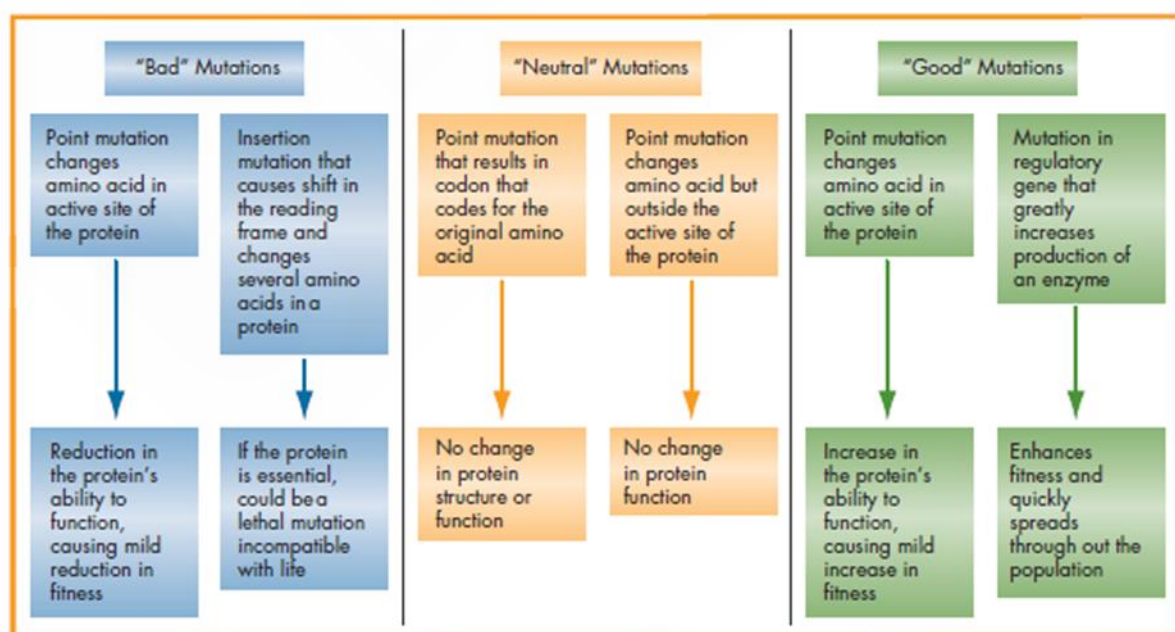 "Bad" Mutations
Point mutation
changes
amino acid in
active site of
the protein
Reduction in
the protein's
ability to
function,
causing mild
reduction in
fitness
Insertion
mutation that
causes shift in
the reading
frame and
changes
several amino
acids in a
protein
If the protein
is essential,
could be a
lethal mutation
incompatible
with life
"Neutral" Mutations
Point mutation
that results in
codon that
codes for the
original amino
acid
No change
in protein
structure or
function
Point mutation
changes
amino acid but
outside the
active site of
the protein
No change
in protein
function
"Good" Mutations
Point mutation
changes
amino acid in
active site of
the protein
Increase in
the protein's
ability to
function,
causing mild
increase in
fitness
Mutation in
regulatory
gene that
greatly
increases
production of
an enzyme
Enhances
fitness and
quickly
spreads
through out the
population